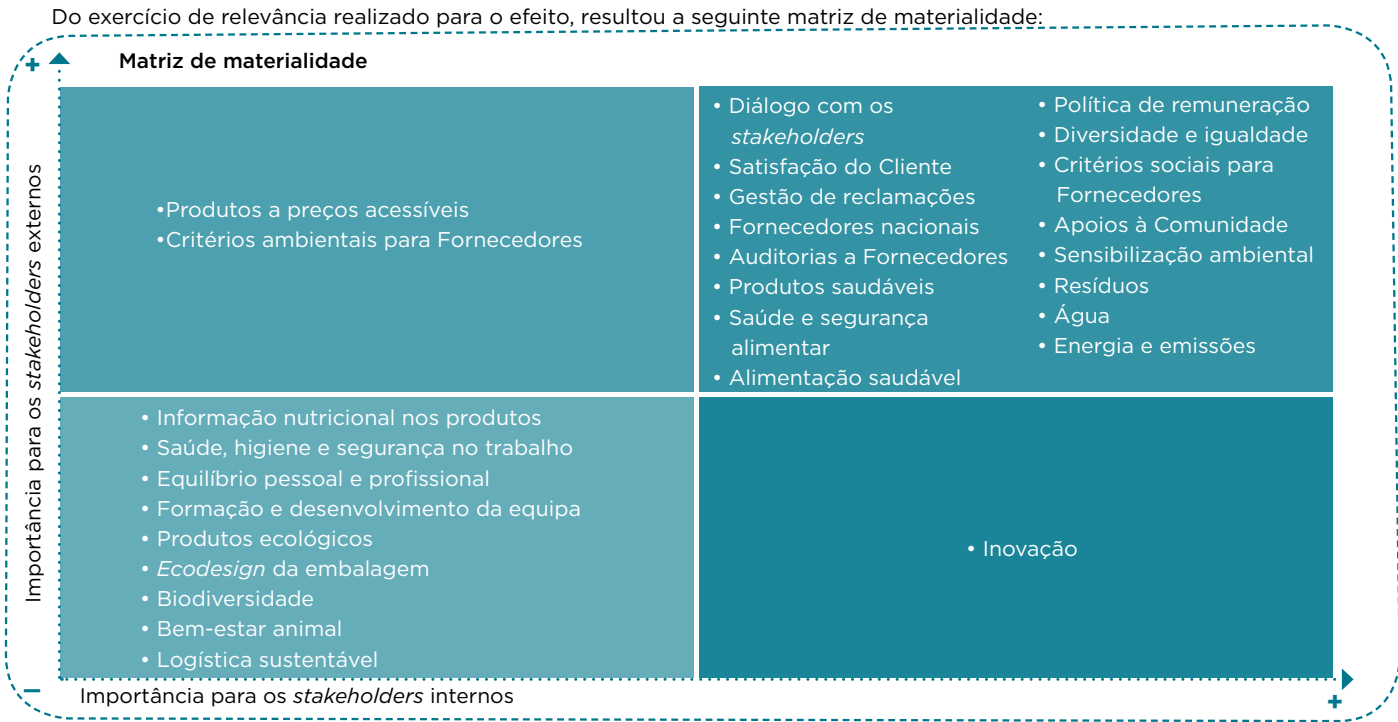 Do exercício de relevância realizado para o efeito, resultou a seguinte matriz de materialidade:
+
Matriz de materialidade
Importância para os stakeholders externos
•Produtos a preços acessíveis
•Critérios ambientais para Fornecedores
• Diálogo com os
stakeholders
• Satisfação do Cliente
• Gestão de reclamações
• Fornecedores nacionais
• Auditorias a Fornecedores
• Produtos saudáveis
• Saúde e segurança
alimentar
• Alimentação saudável
• Política de remuneração
• Diversidade e igualdade
• Critérios sociais para
Fornecedores
• Apoios à Comunidade
• Sensibilização ambiental
• Resíduos
• Água
• Energia e emissões
• Informação nutricional nos produtos
• Saúde, higiene e segurança no trabalho
• Equilíbrio pessoal e profissional
• Formação e desenvolvimento da equipa
• Produtos ecológicos
• Ecodesign da embalagem
• Biodiversidade
• Bem-estar animal
• Logística sustentável
• Inovação
–
Importância para os stakeholders internos
+